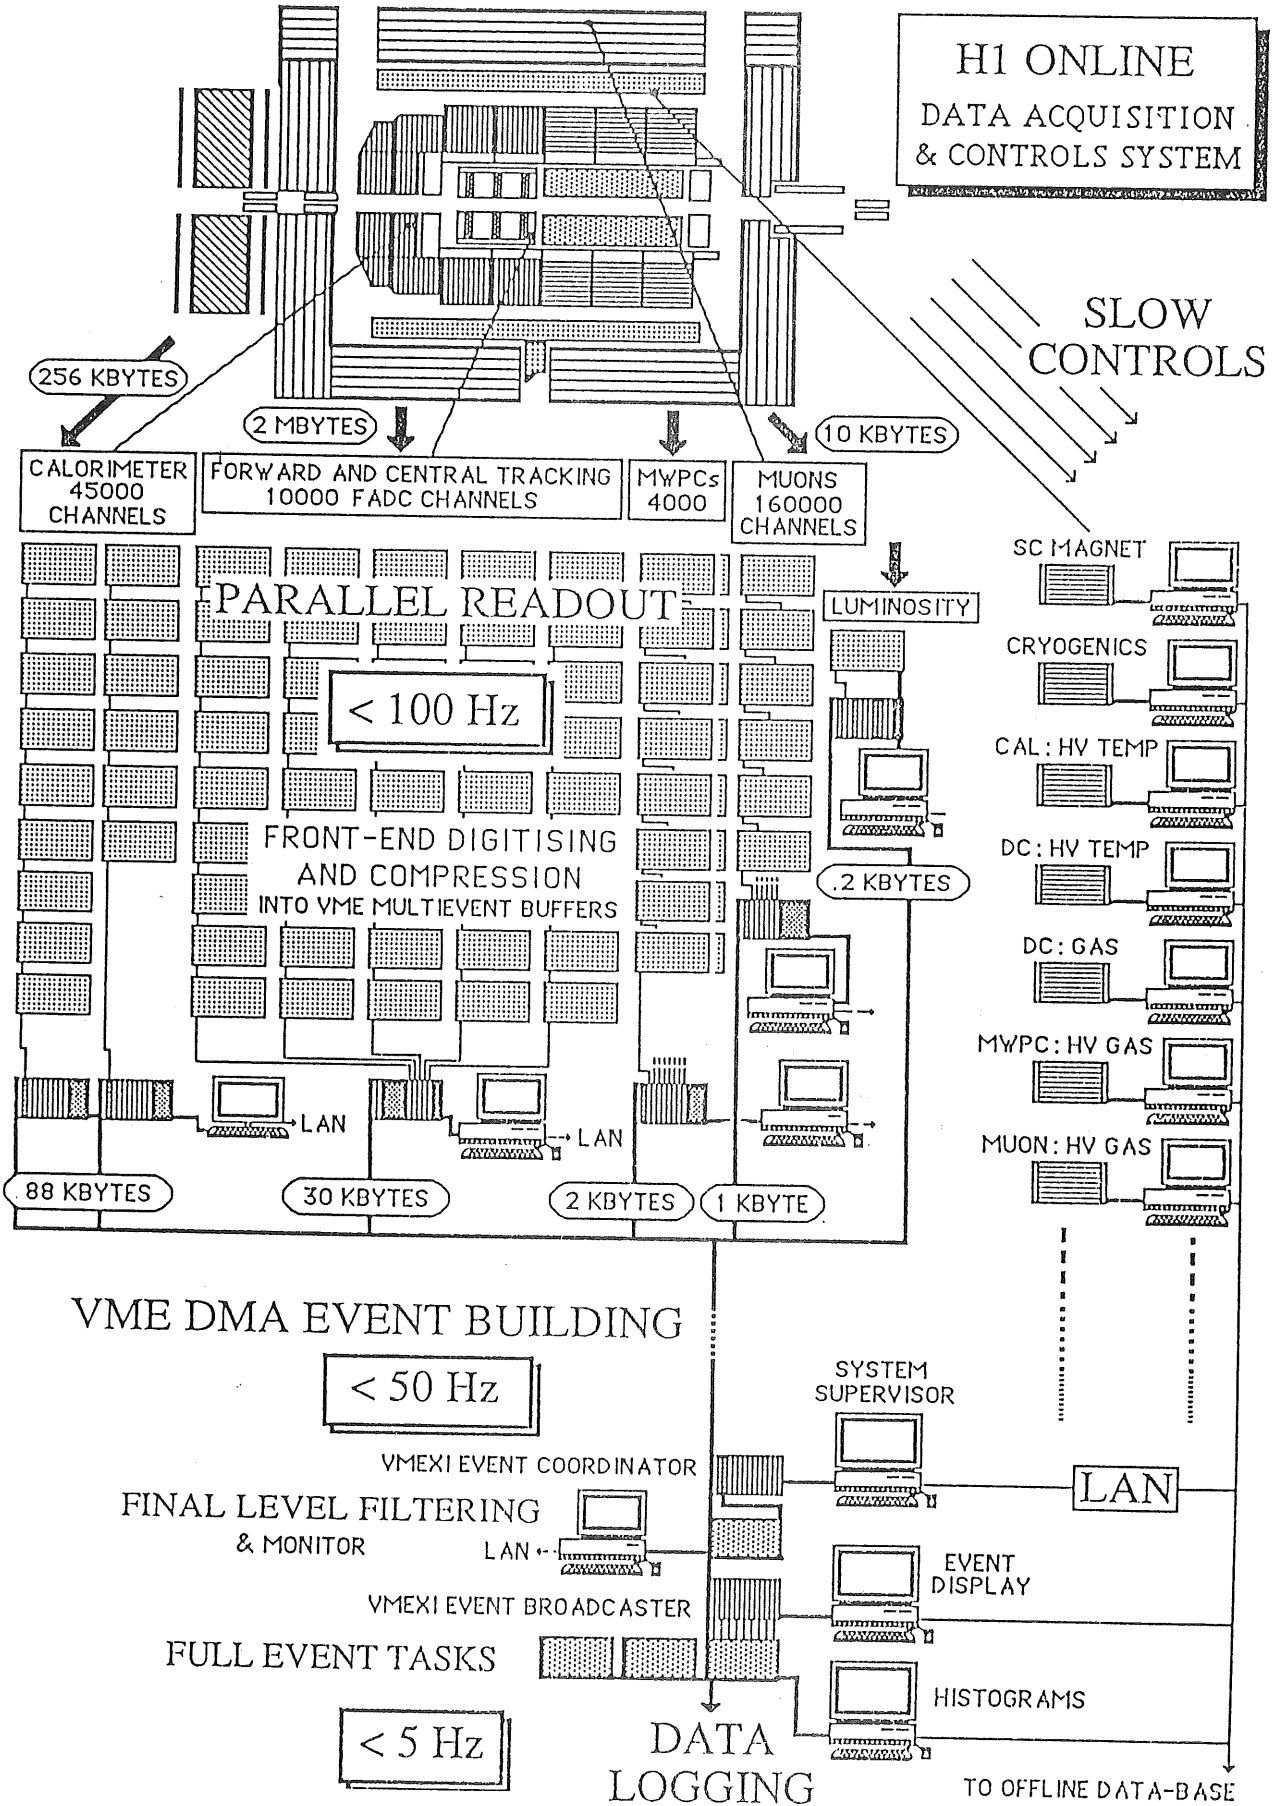 H1 ONLINE
DATA ACQUISITION
& CONTROLS SYSTEM
SLOW
CONTROLS
256 KBYTES
2 MBYTES
10 KBYTES
CALORIMETER
45000
CHANNELS
FORWARD AND CENTRAL TRACKING
10000 FADC CHANNELS
MWPCs
4000
MUONS
160000
CHANNELS
LUMINOSITY
PARALLEL READOUT
< 100 Hz
FRONT-END DIGITISING
AND COMPRESSION
INTO VME MULTIEVENT BUFFERS
.2 KBYTES
SC MAGNET
CRYOGENICS
CAL: HV TEMP
DC: HV TEMP
DC: GAS
MWPC: HV GAS
MUON: HV GAS
LAN
LAN
88 KBYTES
30 KBYTES
2 KBYTES
1 KBYTE
VME DMA EVENT BUILDING
< 50 Hz
SYSTEM
SUPERVISOR
VMEXI EVENT COORDINATOR
LAN
FINAL LEVEL FILTERING
& MONITOR
LAN
EVENT
DISPLAY
VMEXI EVENT BROADCASTER
FULL EVENT TASKS
HISTOGRAMS
< 5 Hz
DATA
LOGGING
TO OFFLINE DATA-BASE